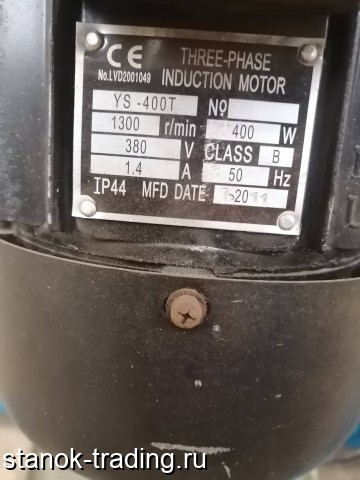 CE THREE-PHASE
No.LVD2001049 INDUCTION MOTOR
YS-400T Nº
1300 r/min 400 W
380 V CLASS B
1.4 A 50 Hz
IP44 MFD DATE 2011
stanok-trading.ru